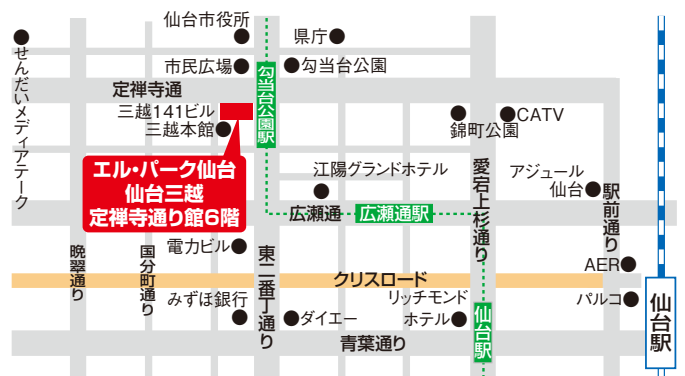 仙台市役所
県庁
せんだいメディアテーク
市民広場
勾当台公園
定禅寺通
勾当台公園駅
三越141ビル
三越本館
CATV
錦町公園
エル・パーク仙台
仙台三越
定禅寺通り館6階
江陽グランドホテル
愛宕上杉通り
アジュール
仙台
駅前通り
広瀬通
広瀬通駅
晩翠通り
国分町通り
電力ビル
東二番丁通り
AER
クリスロード
みずほ銀行
リッチモンド
ホテル
パルコ
仙台駅
ダイエー
仙台駅
青葉通り